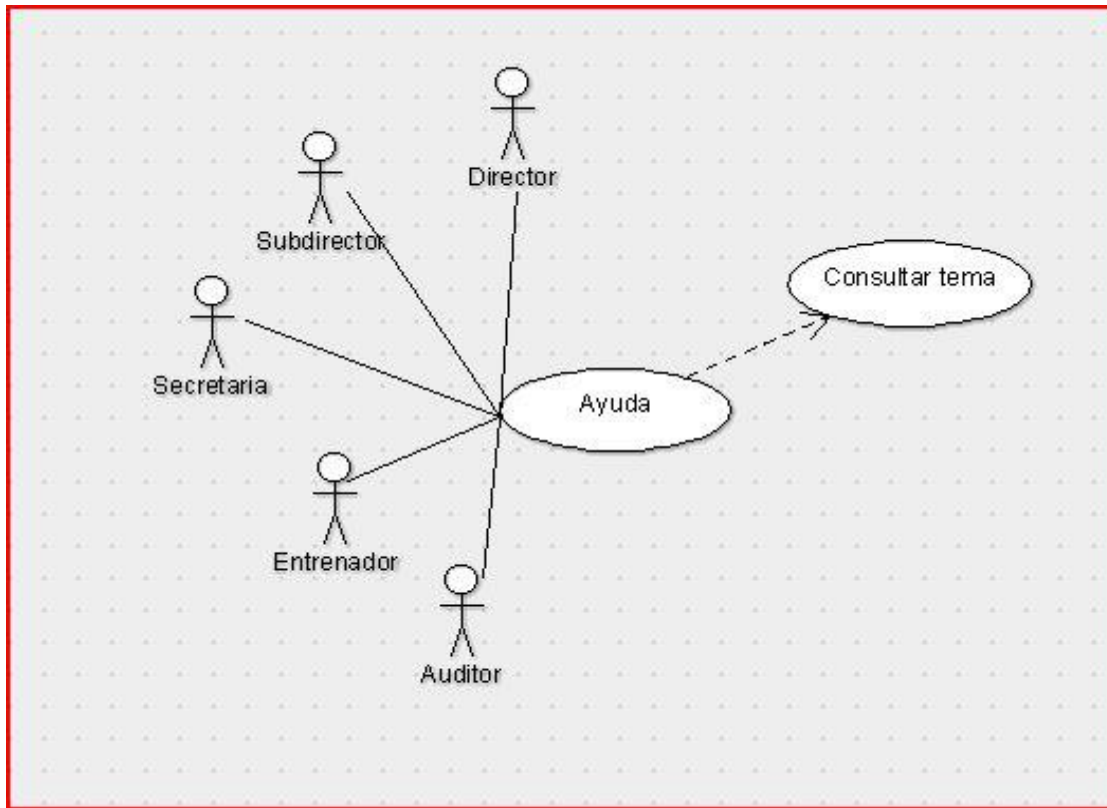 Director
Subdirector
Consultar tema
Secretaria
Ayuda
Entrenador
Auditor